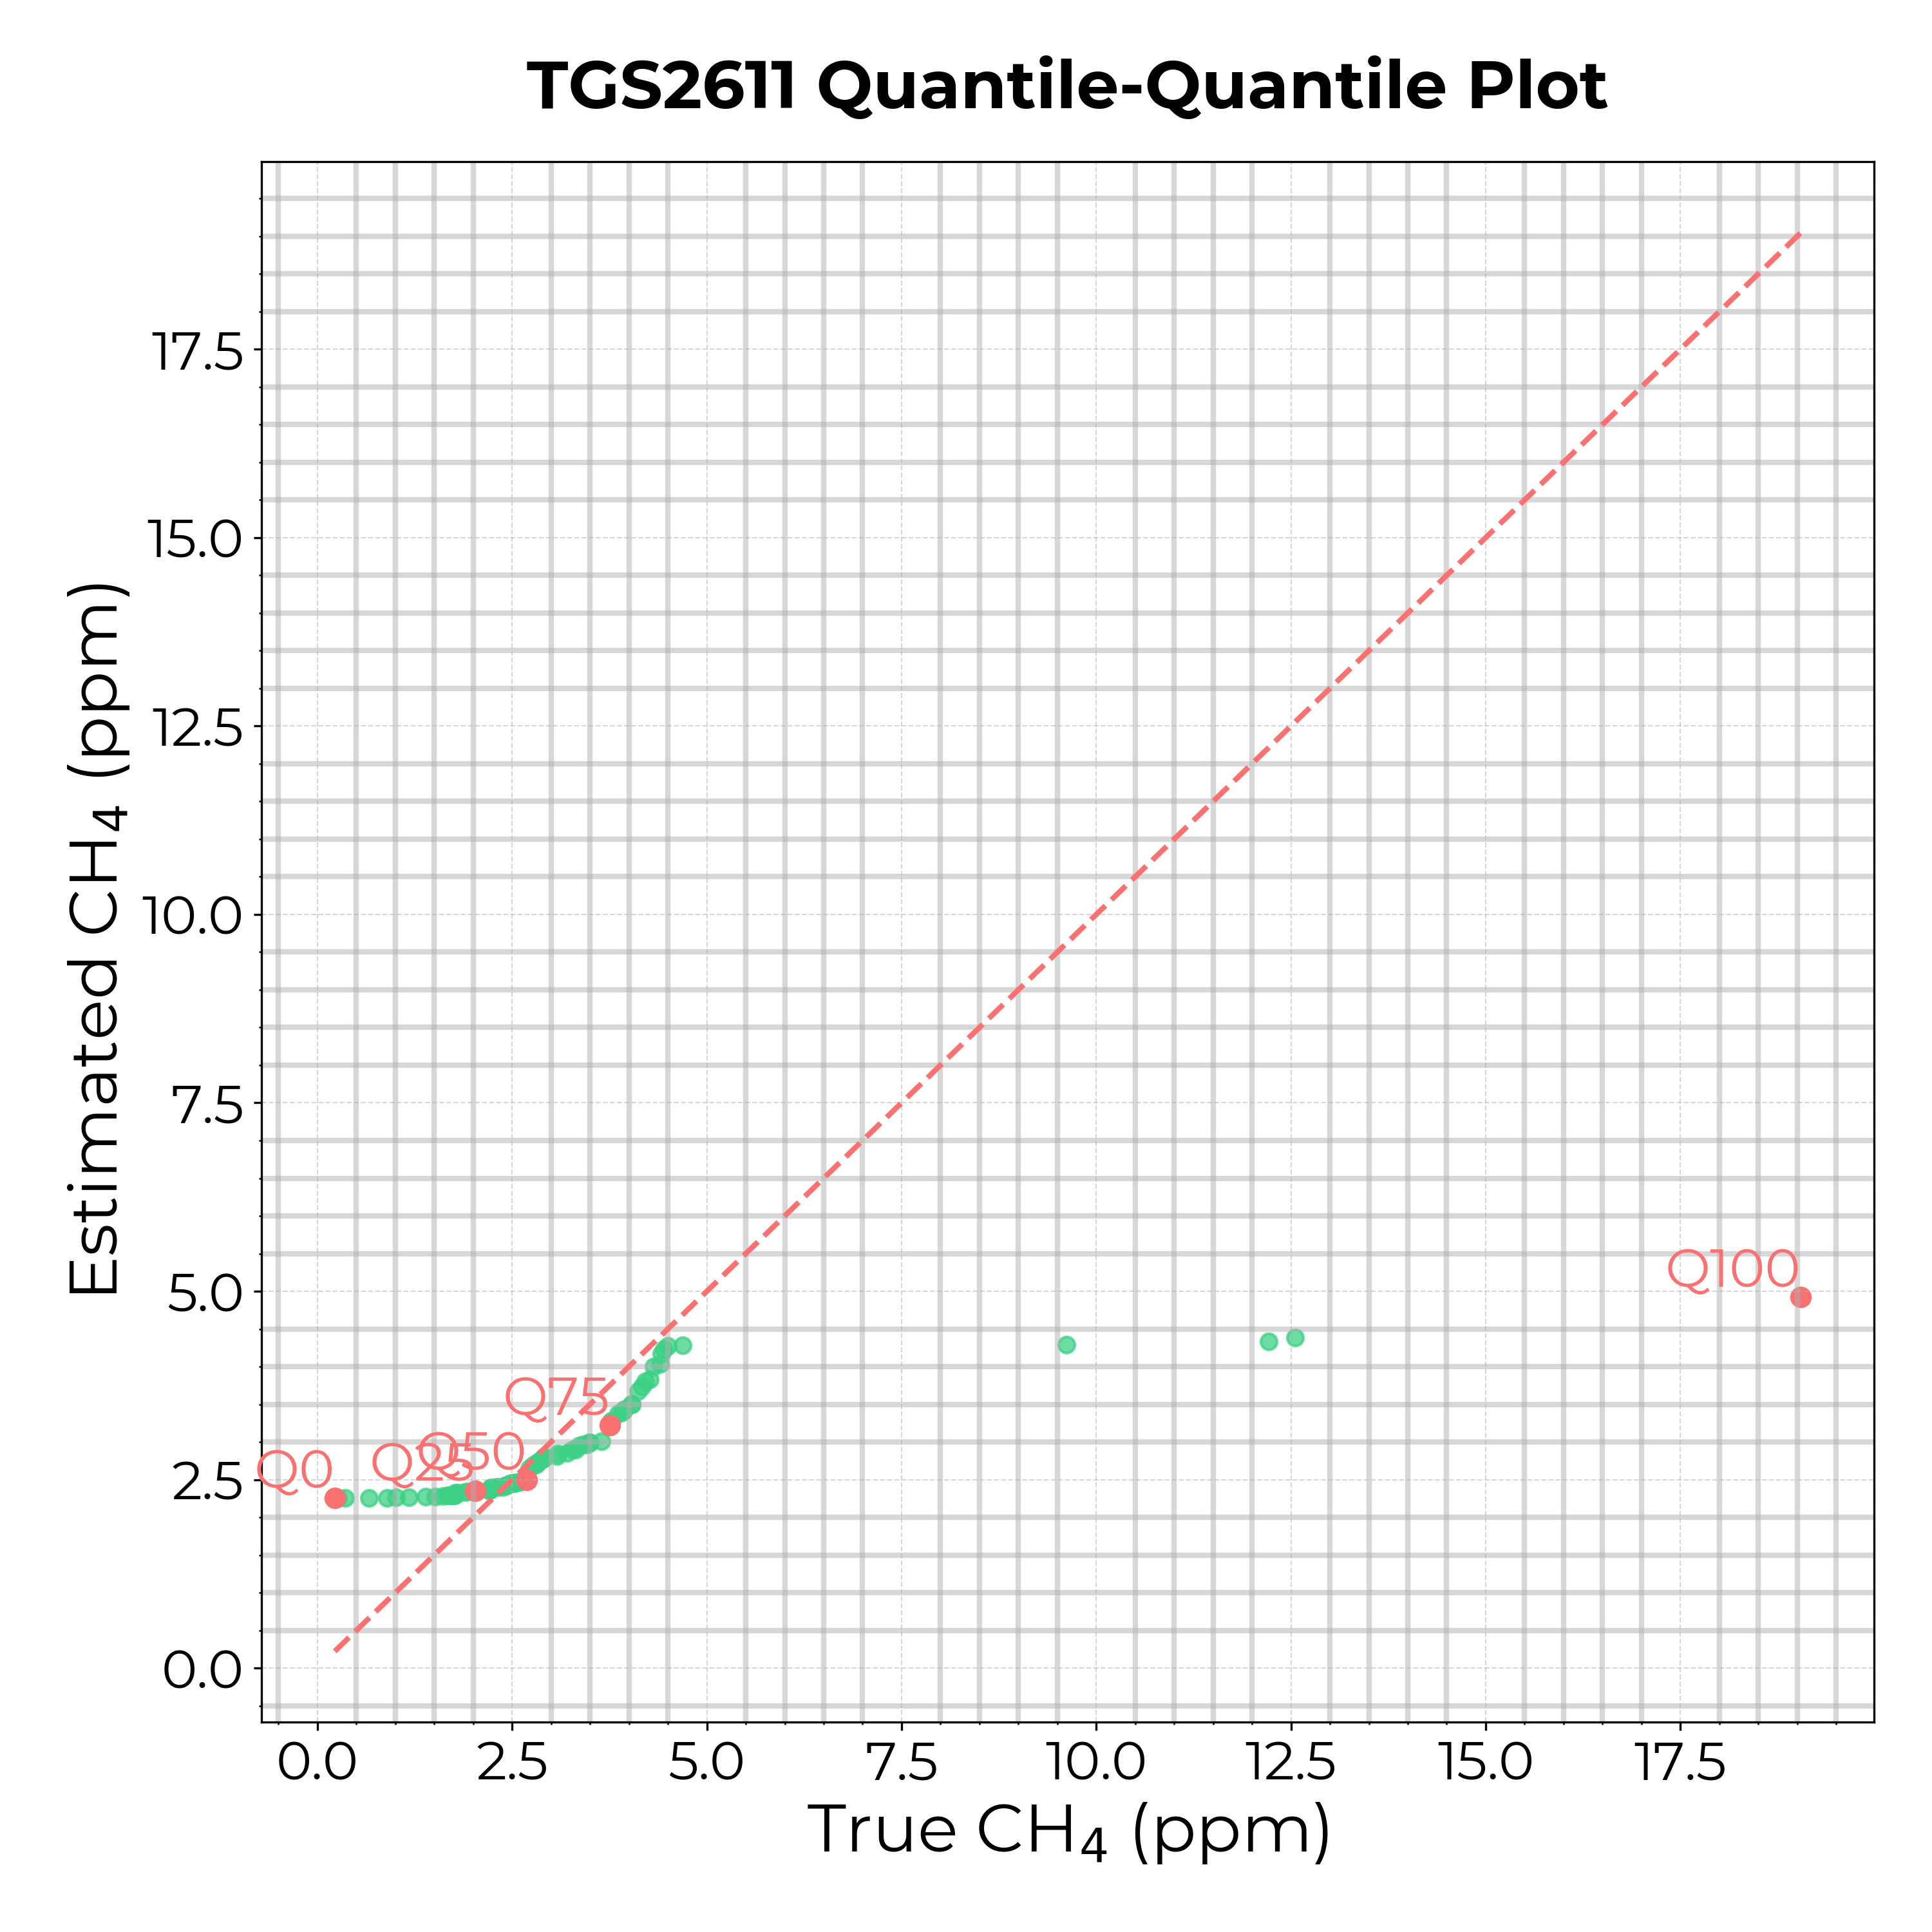 TGS2611 Quantile-Quantile Plot
Estimated CH₄ (ppm)
17.5
15.0
12.5
10.0
7.5
5.0
2.5
0.0
Q100
Q75
Q50
Q25
Q0
0.0 2.5 5.0 7.5 10.0 12.5 15.0 17.5
True CH₄ (ppm)